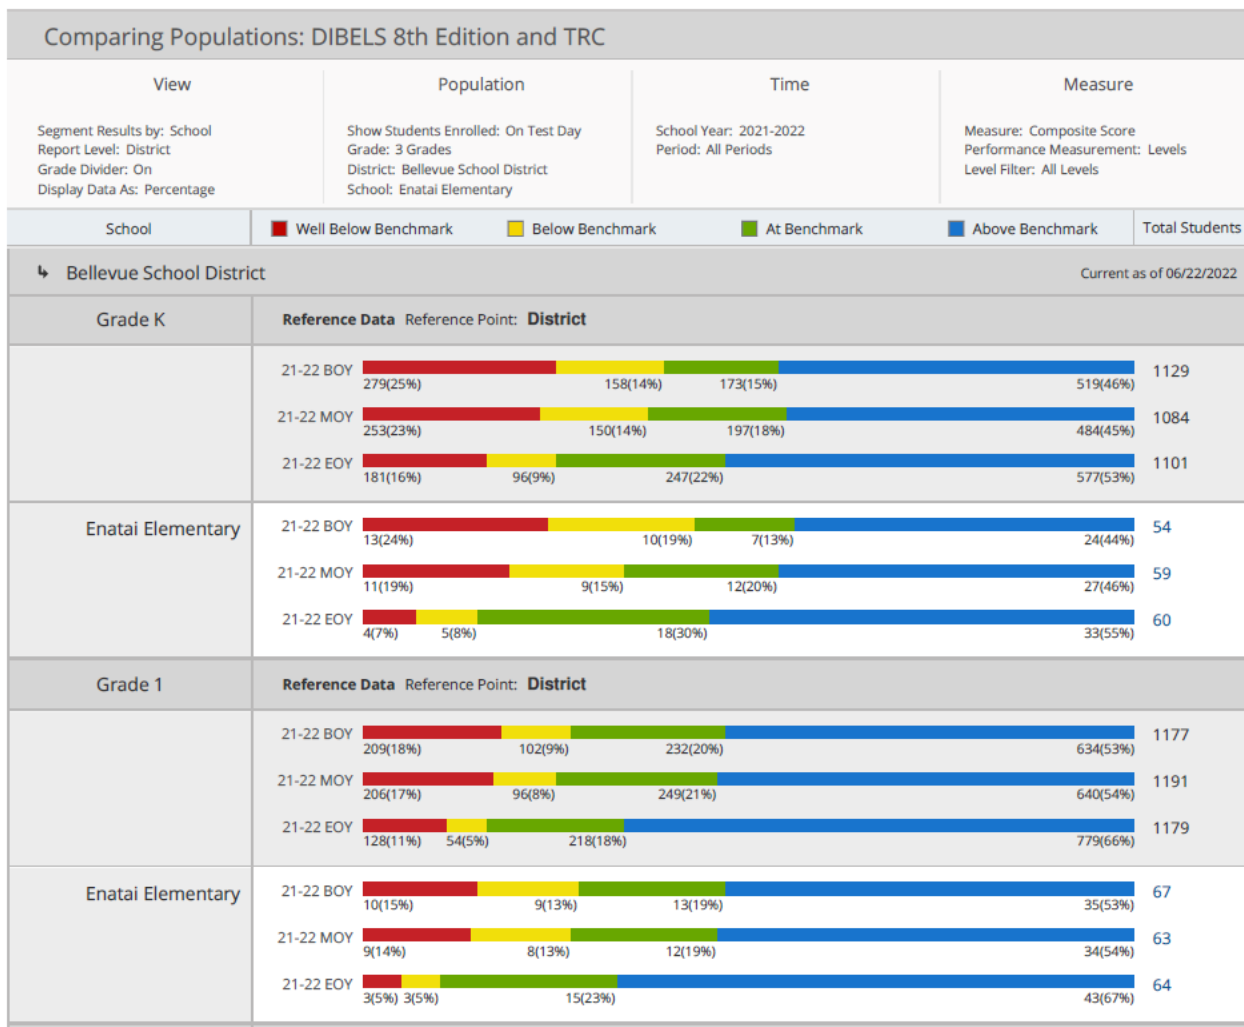 Comparing Populations: DIBELS 8th Edition and TRC
View Population Time Measure
Segment Results by: School Show Students Enrolled: On Test Day School Year: 2021-2022 Measure: Composite Score
Report Level: District Grade: 3 Grades Period: All Periods Performance Measurement: Levels
Grade Divider: On District: Bellevue School District Level Filter: All Levels
Display Data As: Percentage School: Enatai Elementary
School Well Below Benchmark Below Benchmark At Benchmark Above Benchmark Total Students
↳ Bellevue School District Current as of 06/22/2022
Grade K Reference Data Reference Point: District
21-22 BOY 1129
279(25%) 158(14%) 173(15%) 519(46%)
21-22 MOY 1084
253(23%) 150(14%) 197(18%) 484(45%)
21-22 EOY 1101
181(16%) 96(9%) 247(22%) 577(53%)
Enatai Elementary 21-22 BOY 54
13(24%) 10(19%) 7(13%) 24(44%)
21-22 MOY 59
11(19%) 9(15%) 12(20%) 27(46%)
21-22 EOY 60
4(7%) 5(8%) 18(30%) 33(55%)
Grade 1 Reference Data Reference Point: District
21-22 BOY 1177
209(18%) 102(9%) 232(20%) 634(53%)
21-22 MOY 1191
206(17%) 96(8%) 249(21%) 640(54%)
21-22 EOY 1179
128(11%) 54(5%) 218(18%) 779(66%)
Enatai Elementary 21-22 BOY 67
10(15%) 9(13%) 13(19%) 35(53%)
21-22 MOY 63
9(14%) 8(13%) 12(19%) 34(54%)
21-22 EOY 64
3(5%) 3(5%) 15(23%) 43(67%)